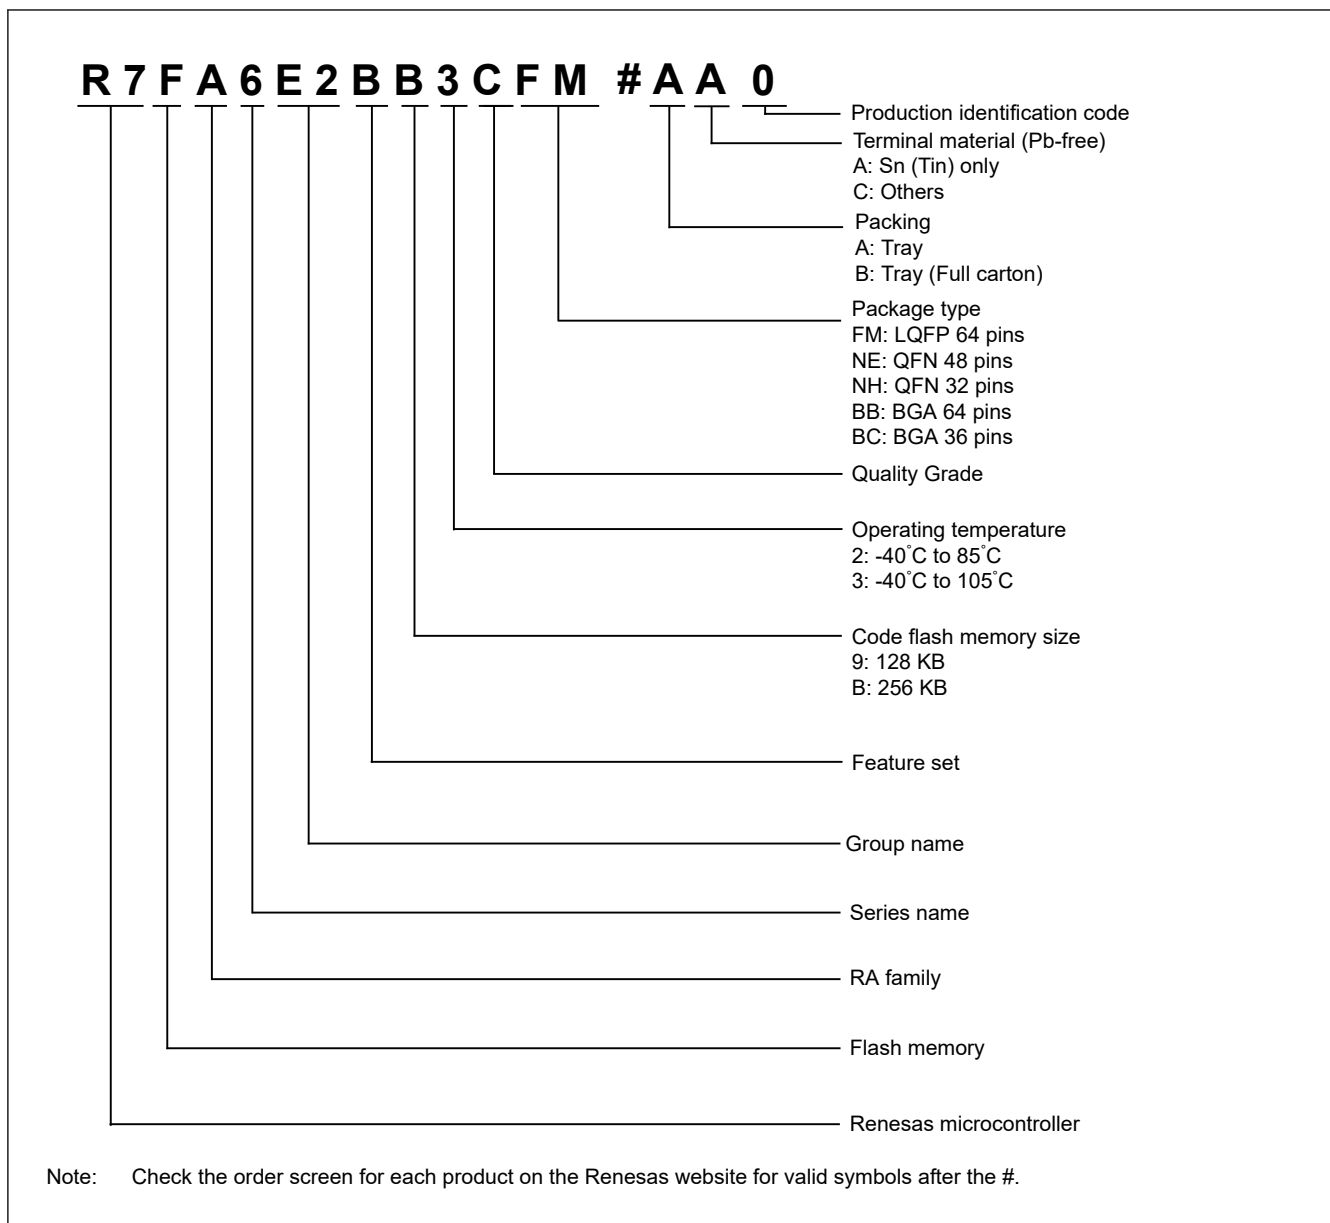 R7FA6E2BB3CFM #AA0
Production identification code
Terminal material (Pb-free)
A: Sn (Tin) only
C: Others
Packing
A: Tray
B: Tray (Full carton)
Package type
FM: LQFP 64 pins
NE: QFN 48 pins
NH: QFN 32 pins
BB: BGA 64 pins
BC: BGA 36 pins
Quality Grade
Operating temperature
2: -40°C to 85°C
3: -40°C to 105°C
Code flash memory size
9: 128 KB
B: 256 KB
Feature set
Group name
Series name
RA family
Flash memory
Renesas microcontroller
Note: Check the order screen for each product on the Renesas website for valid symbols after the #.